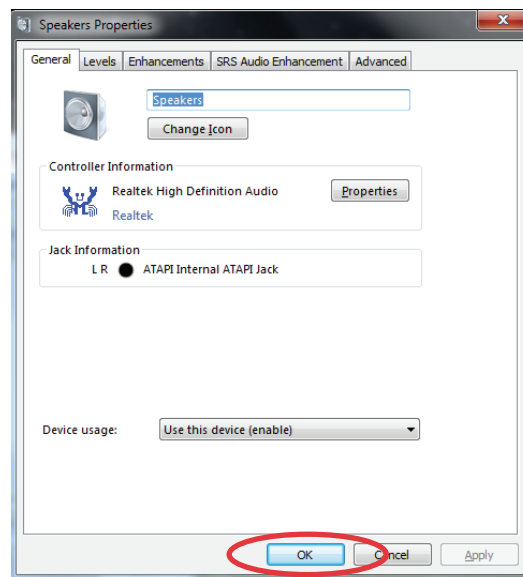 Speakers Properties
General Levels Enhancements SRS Audio Enhancement Advanced
Speakers
Change Icon
Controller Information
Realtek High Definition Audio Properties
Realtek
Jack Information
L R ATAPI Internal ATAPI Jack
Device usage: Use this device (enable)
OK Cancel Apply